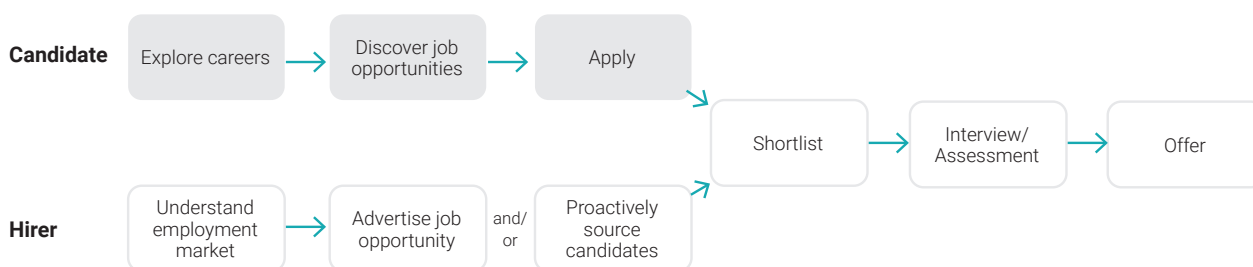 Candidate
Explore careers
Discover job
opportunities
Apply
Shortlist
Interview/
Assessment
Offer
Hirer
Understand
employment
market
Advertise job
opportunity
and/
or
Proactively
source
candidates